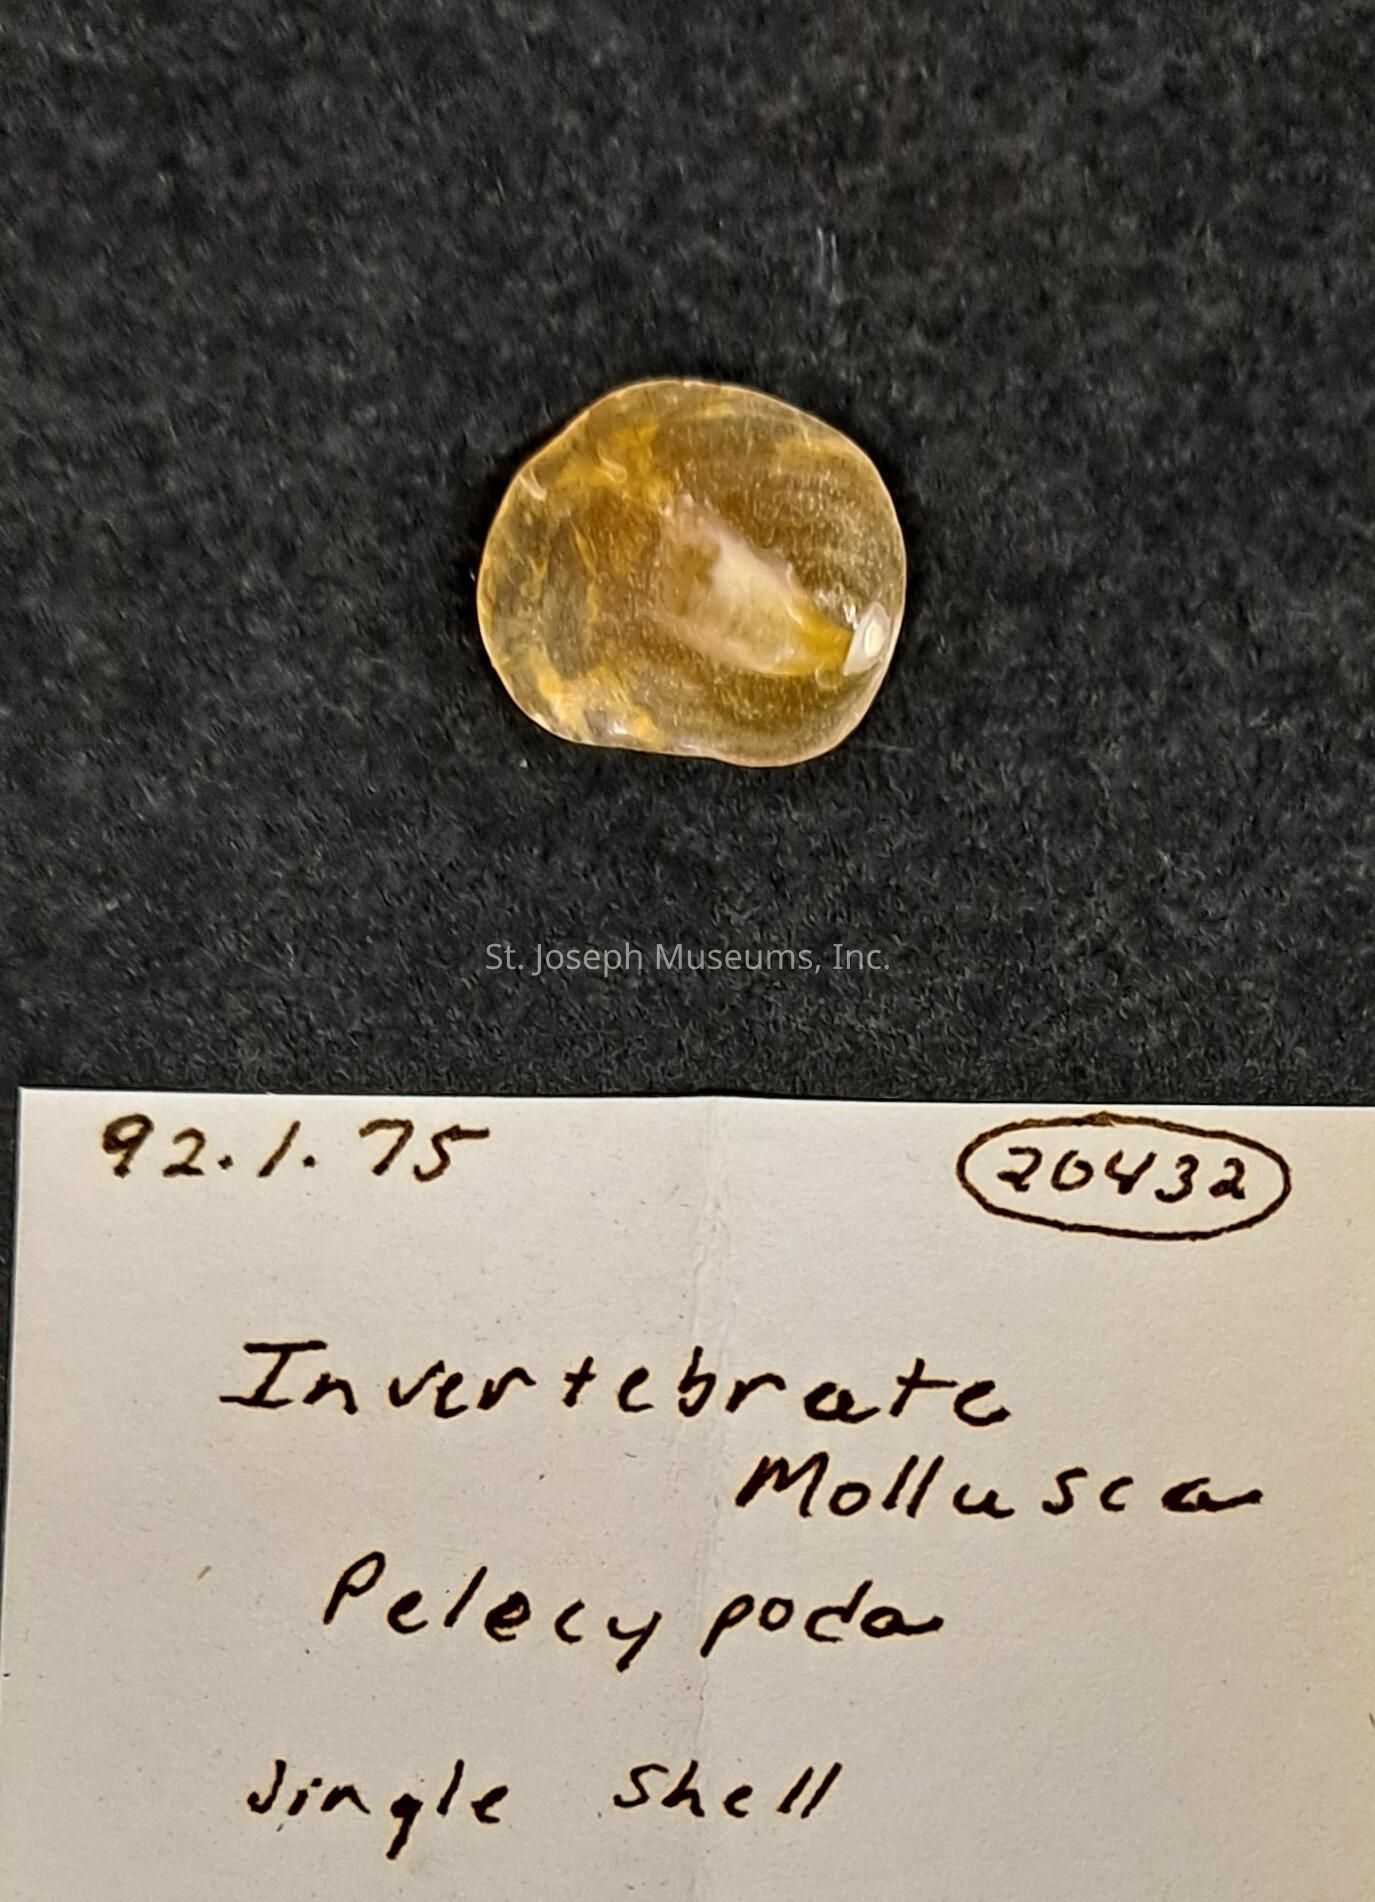 St. Joseph Museums, Inc.
92.1.75
20432
Invertebrate
Mollusca
Pelecypoda
Jingle Shell